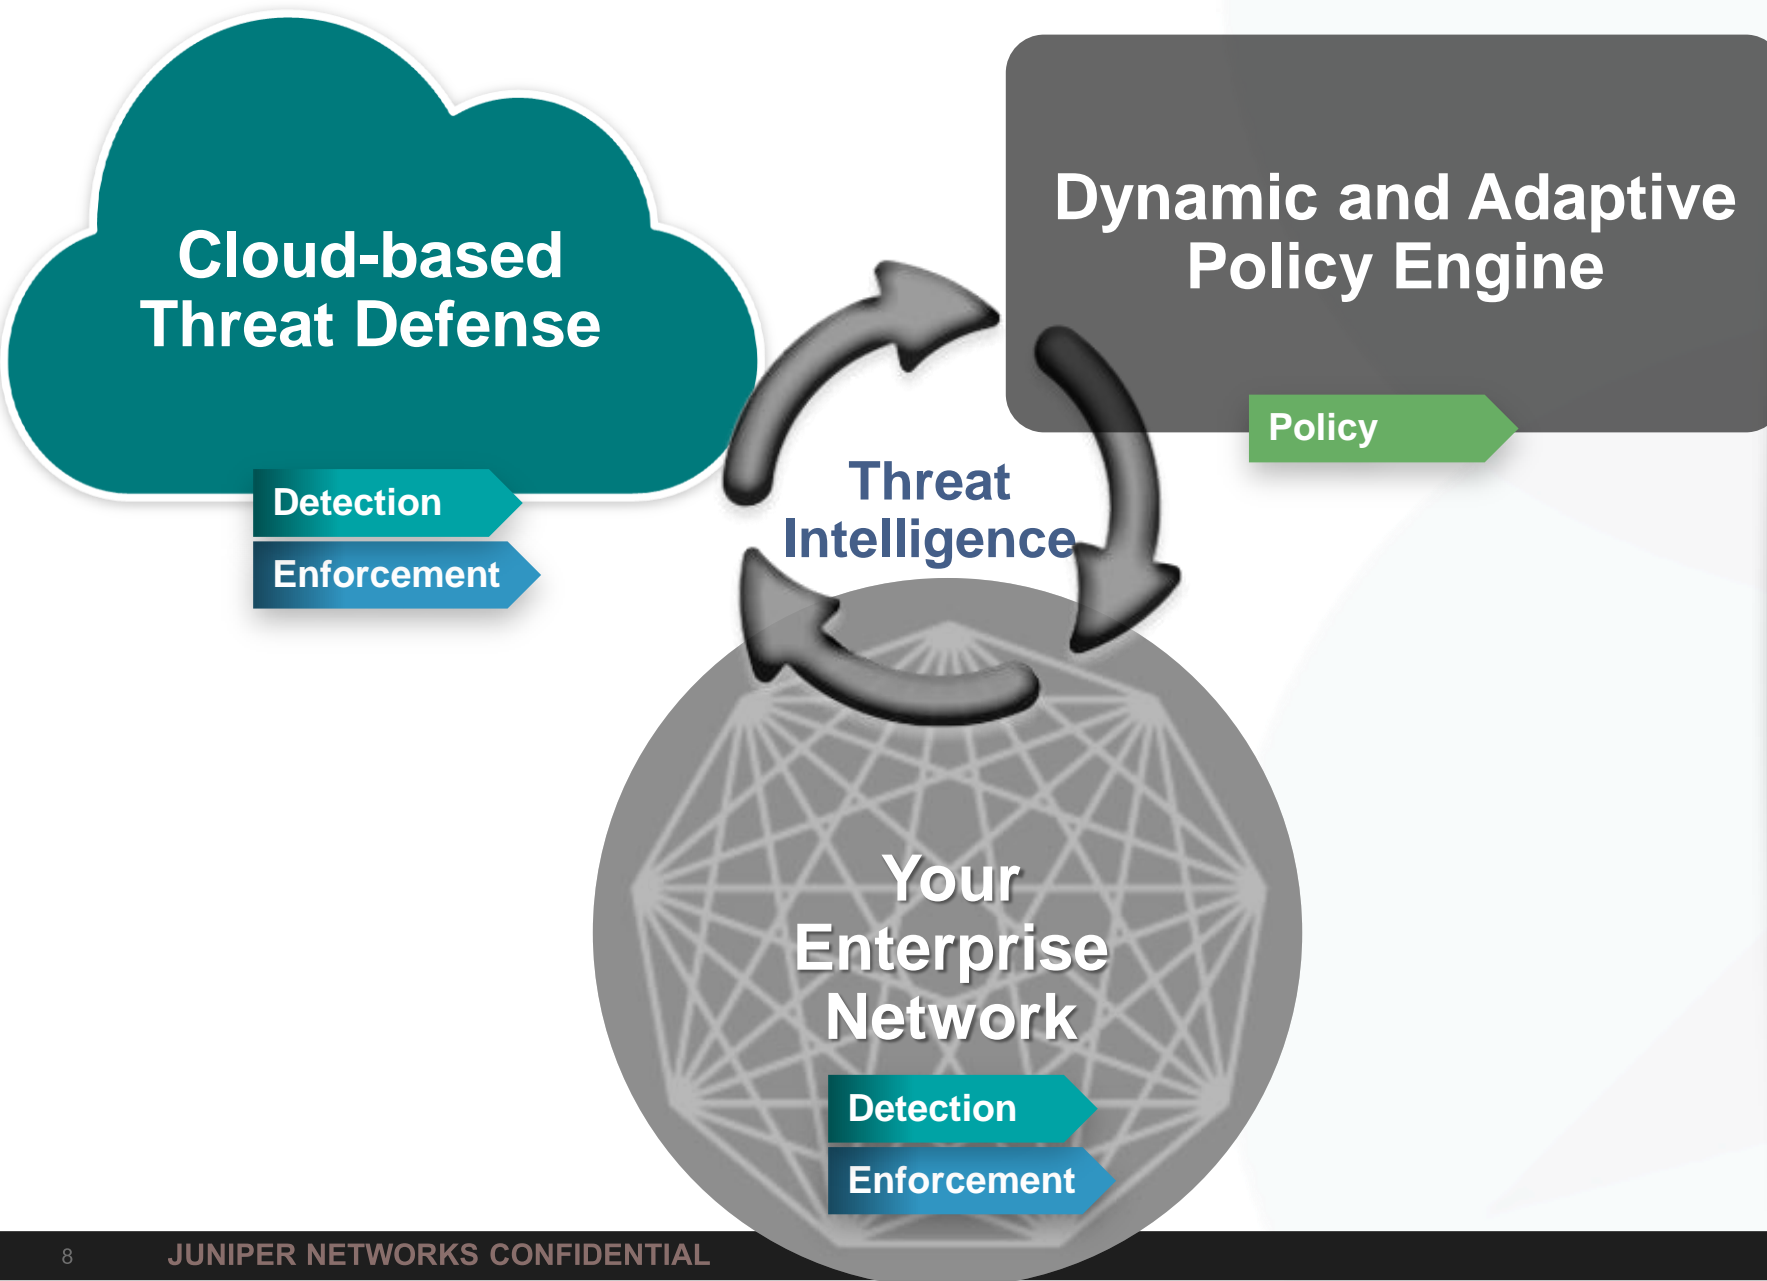 Cloud-based
Threat Defense
Detection
Enforcement
Dynamic and Adaptive
Policy Engine
Policy
Threat
Intelligence
Your
Enterprise
Network
Detection
Enforcement
8
JUNIPER NETWORKS CONFIDENTIAL